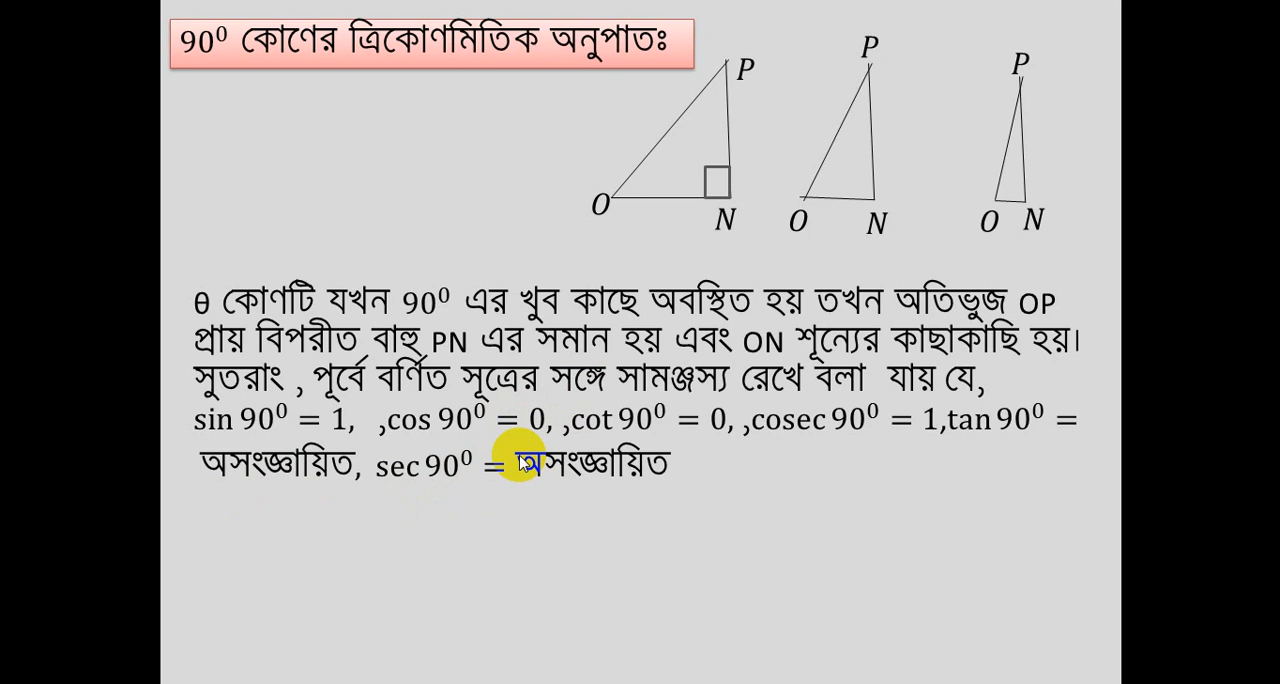 90⁰ কোণের ত্রিকোণমিতিক অনুপাতঃ
P P P
O N O N O N
θ কোণটি যখন 90⁰ এর খুব কাছে অবস্থিত হয় তখন অতিভুজ OP
প্রায় বিপরীত বাহু PN এর সমান হয় এবং ON শূন্যের কাছাকাছি হয়।
সুতরাং , পূর্বে বর্ণিত সূত্রের সঙ্গে সামঞ্জস্য রেখে বলা যায় যে,
sin 90⁰ = 1, ,cos 90⁰ = 0, ,cot 90⁰ = 0, ,cosec 90⁰ = 1,tan 90⁰ =
অসংজ্ঞায়িত, sec 90⁰ = অসংজ্ঞায়িত